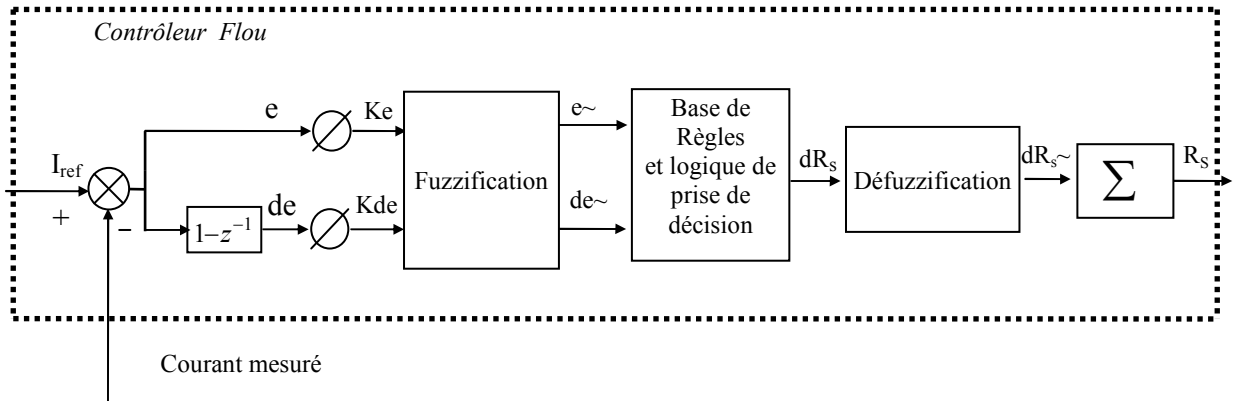 Contrôleur Flou
e
Ke
e~
Base de
Règles
et logique de
prise de
décision
I_ref
+
−
Fuzzification
dR_s
Défuzzification
dR_s~
∑
R_S
1−z⁻¹
de
Kde
de~
Courant mesuré